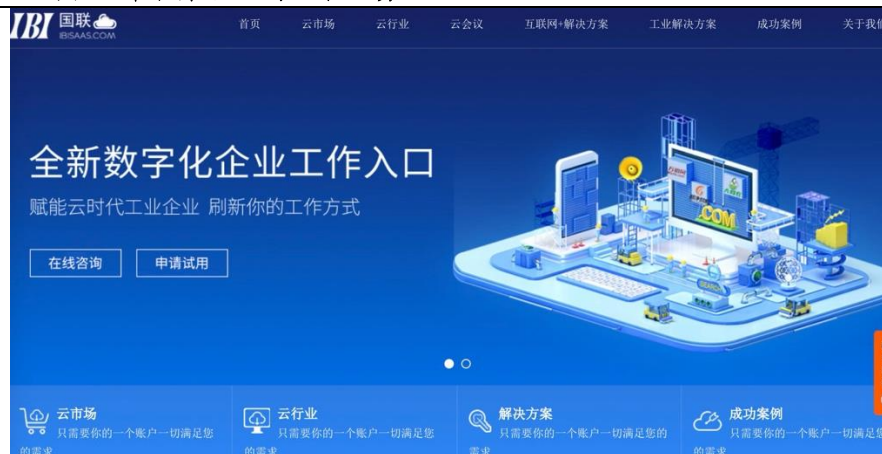 IBI 国联
IBISAAS.COM
首页 云市场 云行业 云会议 互联网+解决方案 工业解决方案 成功案例 关于我们
全新数字化企业工作入口
赋能云时代工业企业 刷新你的工作方式
在线咨询 申请试用
.COM
SEARCH
云市场
只需要你的一个账户一切满足您
的需求
云行业
只需要你的一个账户一切满足您
的需求
解决方案
只需要你的一个账户一切满足您的
需求
成功案例
只需要你的一个账户一切满足您
的需求